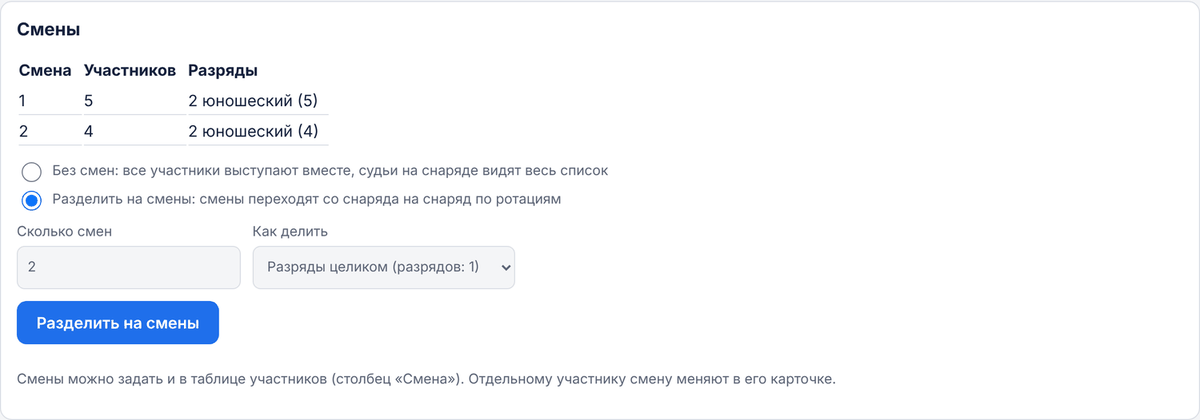 Смены
Смена Участников Разряды
1 5 2 юношеский (5)
2 4 2 юношеский (4)
Без смен: все участники выступают вместе, судьи на снаряде видят весь список
Разделить на смены: смены переходят со снаряда на снаряд по ротациям
Сколько смен Как делить
2 Разряды целиком (разрядов: 1)
Разделить на смены
Смены можно задать и в таблице участников (столбец «Смена»). Отдельному участнику смену меняют в его карточке.